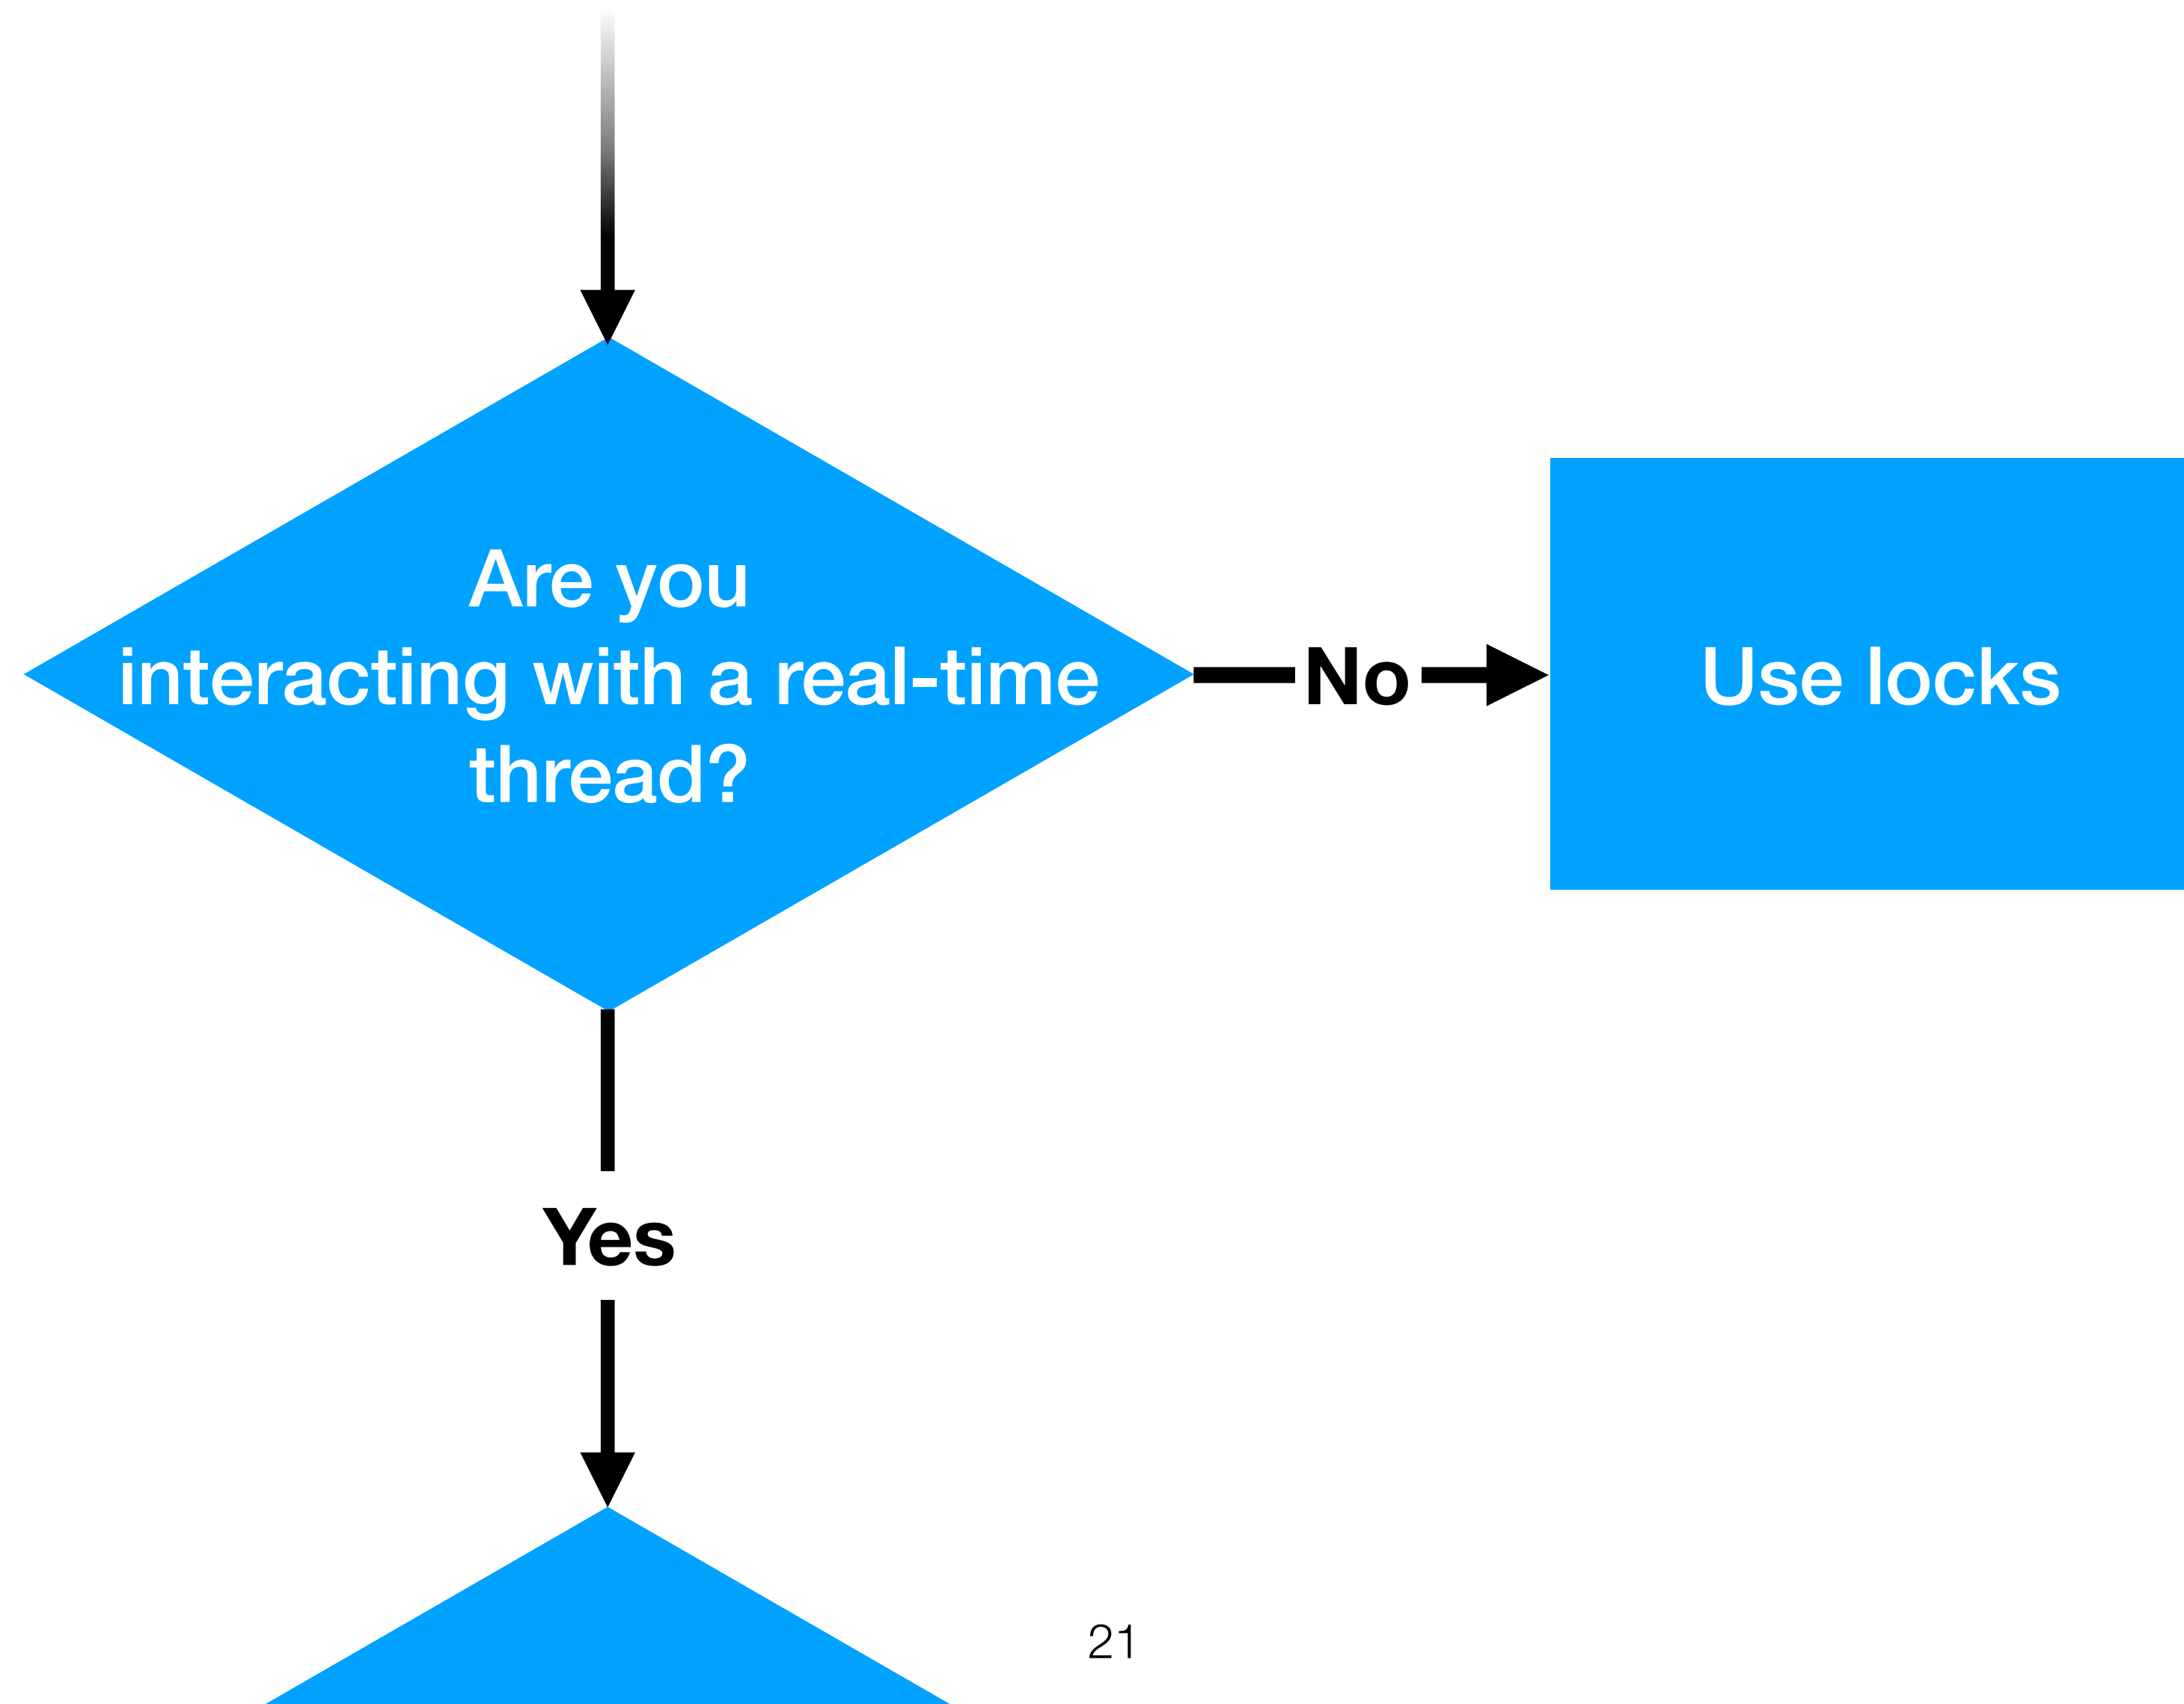 Are you
interacting with a real-time
thread?
No
Use locks
Yes
21